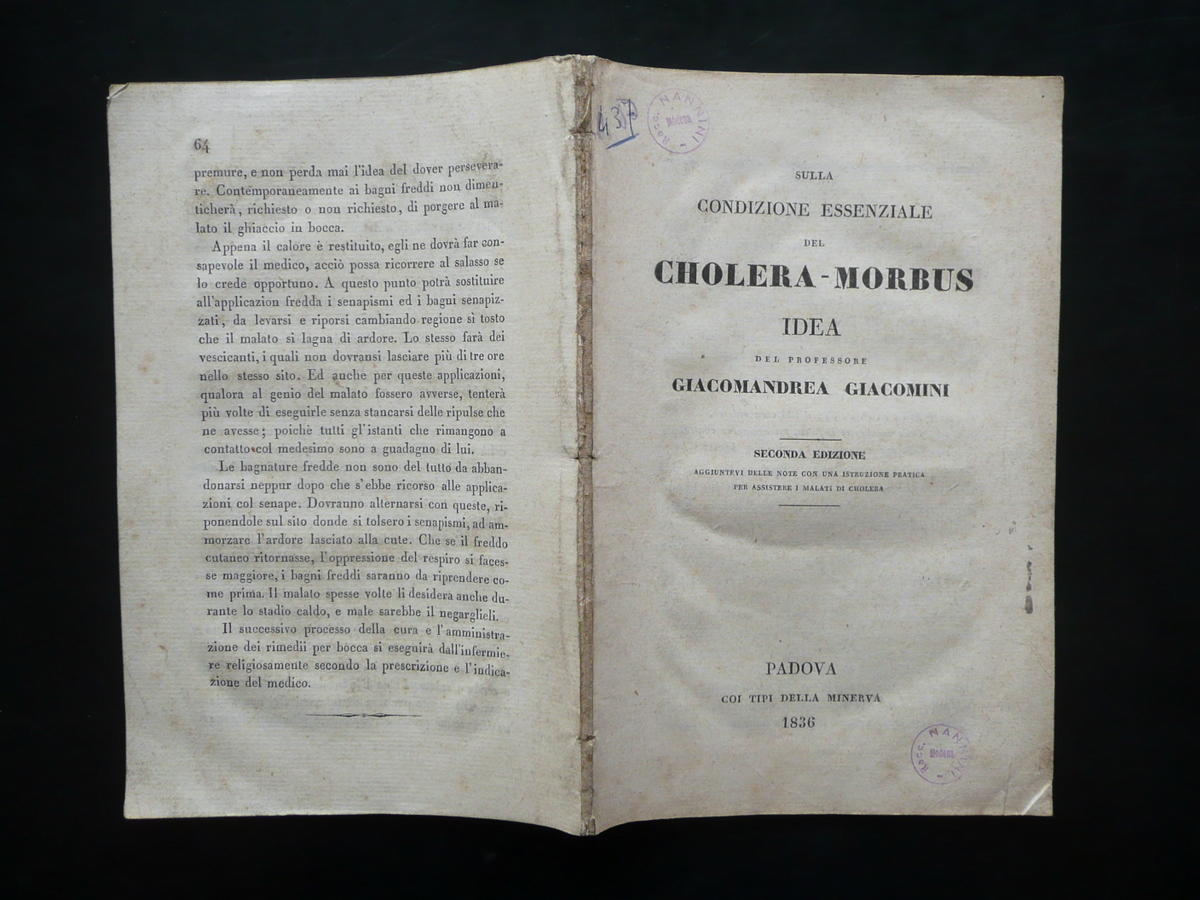 64
premure, e non perda mai l'idea del dover persevera-
re. Contemporaneamente ai bagni freddi non dimen-
ticherà, richiesto o non richiesto, di porgere al ma-
lato il ghiaccio in bocca.
Appena il calore è restituito, egli ne dovrà far con-
sapevole il medico, acciò possa ricorrere al salasso se
lo crede opportuno. A questo punto potrà sostituire
all'applicazion fredda i senapismi ed i bagni senapiz-
zati, da levarsi e riporsi cambiando regione sì tosto
che il malato si lagna di ardore. Lo stesso farà dei
vescicanti, i quali non dovransi lasciare più di tre ore
nello stesso sito. Ed anche per queste applicazioni,
qualora al genio del malato fossero avverse, tenterà
più volte di eseguirle senza stancarsi delle ripulse che
ne avesse; poichè tutti gl'istanti che rimangono a
contatto col medesimo sono a guadagno di lui.
Le bagnature fredde non sono del tutto da abban-
donarsi neppur dopo che s'ebbe ricorso alle applica-
zioni col senape. Dovranno alternarsi con queste, ri-
ponendole sul sito donde si tolsero i senapismi, ad am-
morzare l'ardore lasciato alla cute. Che se il freddo
cutaneo ritornasse, l'oppressione del respiro si faces-
se maggiore, i bagni freddi saranno da riprendere co-
me prima. Il malato spesse volte li desidera anche du-
rante lo stadio caldo, e male sarebbe il negarglieli.
Il successivo processo della cura e l'amministra-
zione dei rimedii per bocca si eseguirà dall'infermie-
re religiosamente secondo la prescrizione e l'indica-
zione del medico.
437
Racc. NANNINI
SULLA
CONDIZIONE ESSENZIALE
DEL
CHOLERA-MORBUS
IDEA
DEL PROFESSORE
GIACOMANDREA GIACOMINI
SECONDA EDIZIONE
AGGIUNTEVI DELLE NOTE CON UNA ISTRUZIONE PRATICA
PER ASSISTERE I MALATI DI CHOLERA
PADOVA
COI TIPI DELLA MINERVA
1836
Racc. NANNINI